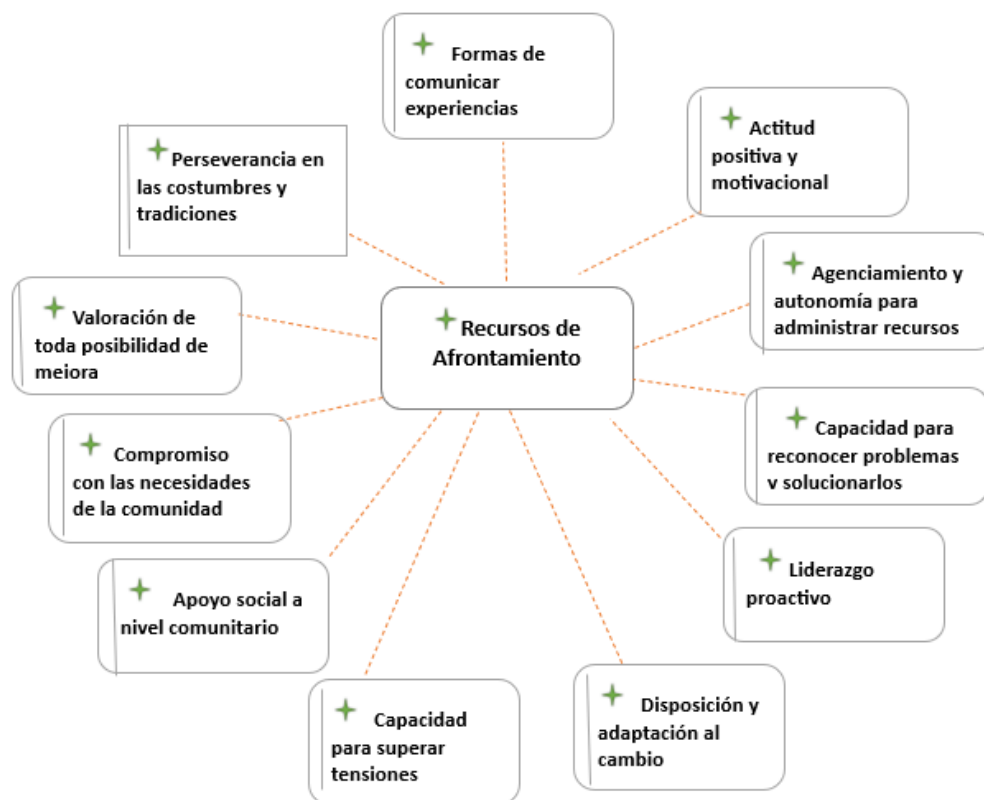 Formas de
comunicar
experiencias
Actitud
positiva y
motivacional
Perseverancia en
las costumbres y
tradiciones
Agenciamiento y
autonomía para
administrar recursos
Valoración de
toda posibilidad de
meiora
Recursos de
Afrontamiento
Capacidad para
reconocer problemas
v solucionarlos
Compromiso
con las necesidades
de la comunidad
Liderazgo
proactivo
Apoyo social a
nivel comunitario
Disposición y
adaptación al
cambio
Capacidad
para superar
tensiones